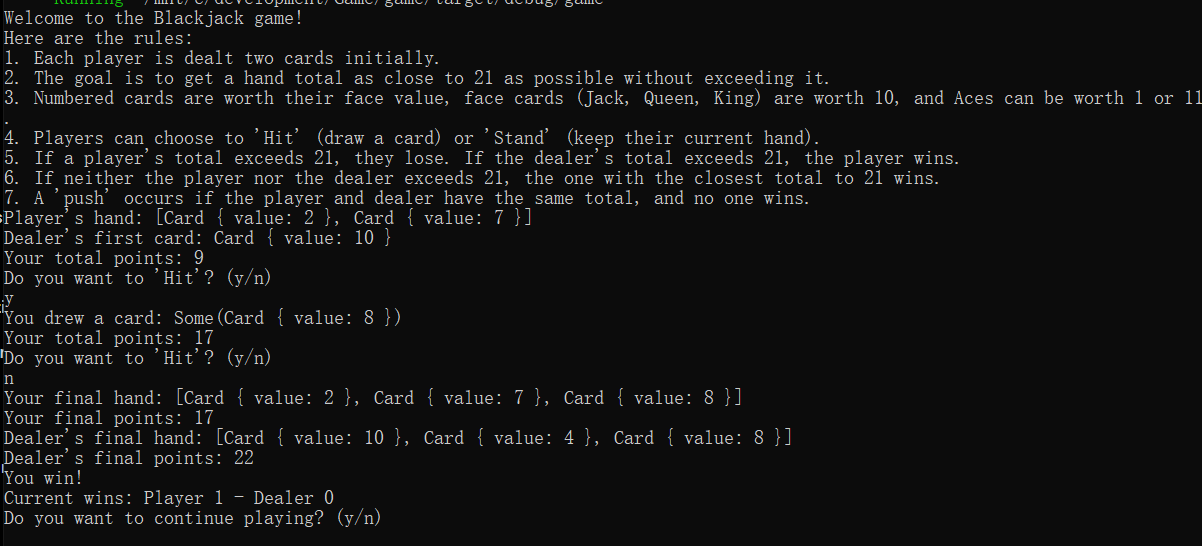 Running `/mnt/c/development/Game/game/target/debug/game`
Welcome to the Blackjack game!
Here are the rules:
1. Each player is dealt two cards initially.
2. The goal is to get a hand total as close to 21 as possible without exceeding it.
3. Numbered cards are worth their face value, face cards (Jack, Queen, King) are worth 10, and Aces can be worth 1 or 11
.
4. Players can choose to 'Hit' (draw a card) or 'Stand' (keep their current hand).
5. If a player's total exceeds 21, they lose. If the dealer's total exceeds 21, the player wins.
6. If neither the player nor the dealer exceeds 21, the one with the closest total to 21 wins.
7. A 'push' occurs if the player and dealer have the same total, and no one wins.
Player's hand: [Card { value: 2 }, Card { value: 7 }]
Dealer's first card: Card { value: 10 }
Your total points: 9
Do you want to 'Hit'? (y/n)
y
You drew a card: Some(Card { value: 8 })
Your total points: 17
Do you want to 'Hit'? (y/n)
n
Your final hand: [Card { value: 2 }, Card { value: 7 }, Card { value: 8 }]
Your final points: 17
Dealer's final hand: [Card { value: 10 }, Card { value: 4 }, Card { value: 8 }]
Dealer's final points: 22
You win!
Current wins: Player 1 - Dealer 0
Do you want to continue playing? (y/n)